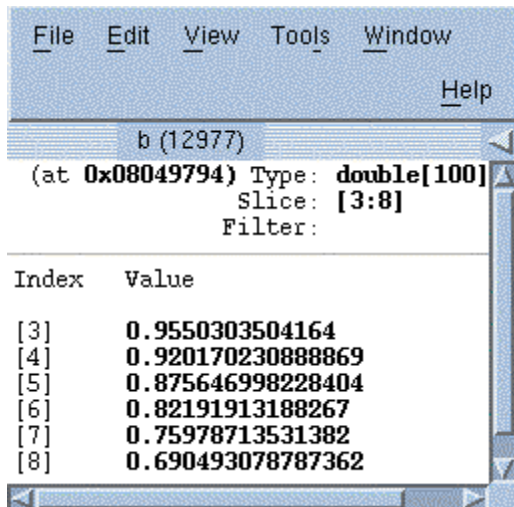 File Edit View Tools Window
Help
b (12977)
(at 0x08049794) Type: double[100]
Slice: [3:8]
Filter:
Index Value
[3] 0.9550303504164
[4] 0.920170230888869
[5] 0.875646998228404
[6] 0.82191913188267
[7] 0.75978713531382
[8] 0.690493078787362